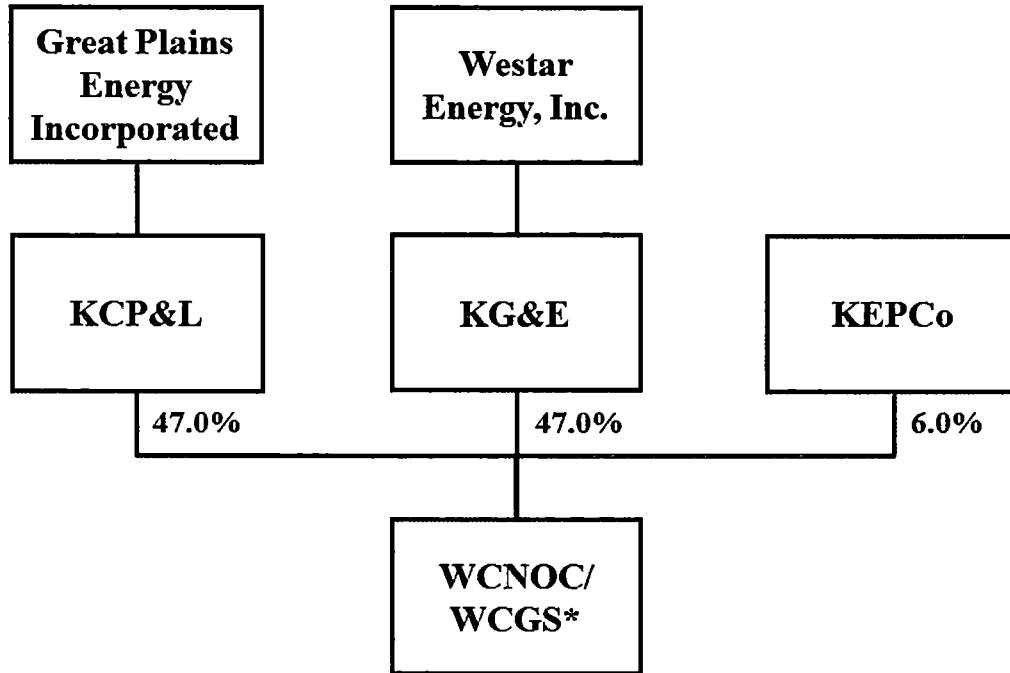 Great Plains
Energy
Incorporated
Westar
Energy, Inc.
KCP&L
KG&E
KEPCo
47.0%
47.0%
6.0%
WCNOC/
WCGS*